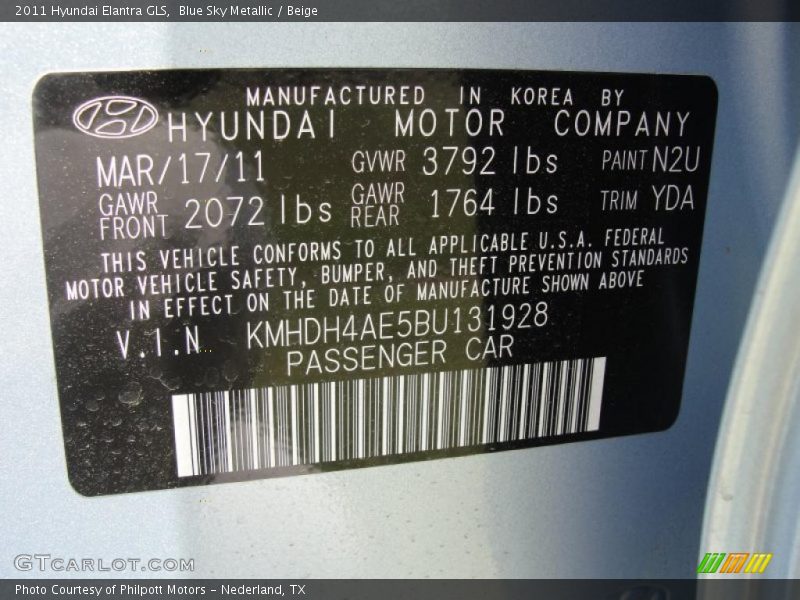 2011 Hyundai Elantra GLS, Blue Sky Metallic / Beige
MANUFACTURED IN KOREA BY
HYUNDAI MOTOR COMPANY
MAR/17/11 GVWR 3792 lbs PAINT N2U
GAWR FRONT 2072 lbs GAWR REAR 1764 lbs TRIM YDA
THIS VEHICLE CONFORMS TO ALL APPLICABLE U.S.A. FEDERAL
MOTOR VEHICLE SAFETY, BUMPER, AND THEFT PREVENTION STANDARDS
IN EFFECT ON THE DATE OF MANUFACTURE SHOWN ABOVE
V.I.N KMHDH4AE5BU131928
PASSENGER CAR
GTCARLOT.COM
Photo Courtesy of Philpott Motors - Nederland, TX